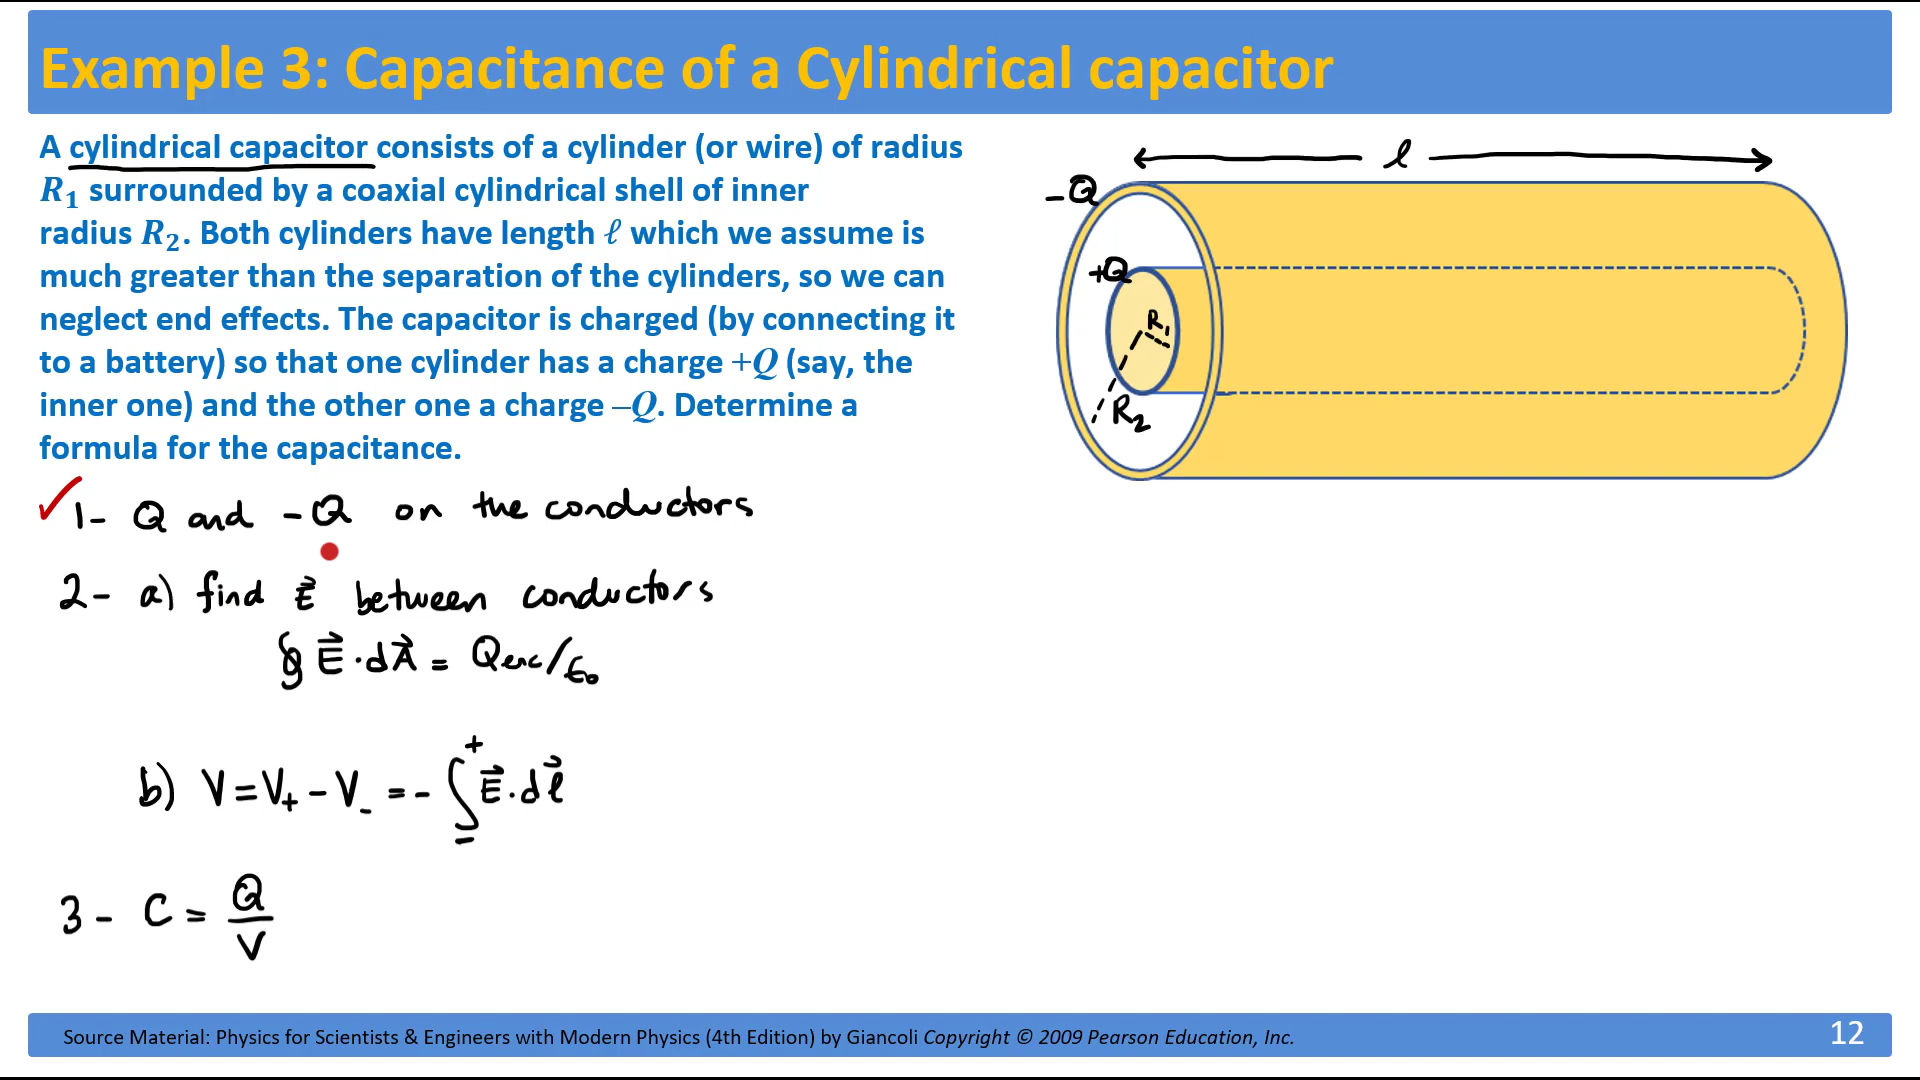 Example 3: Capacitance of a Cylindrical capacitor
A cylindrical capacitor consists of a cylinder (or wire) of radius
R₁ surrounded by a coaxial cylindrical shell of inner
radius R₂. Both cylinders have length ℓ which we assume is
much greater than the separation of the cylinders, so we can
neglect end effects. The capacitor is charged (by connecting it
to a battery) so that one cylinder has a charge +Q (say, the
inner one) and the other one a charge –Q. Determine a
formula for the capacitance.
ℓ
-Q
+Q
R₁
R₂
✓1- Q and -Q on the conductors
2- a) find E⃗ between conductors
∯ E⃗·dA⃗ = Qenc/ε₀
b) V = V₊ - V₋ = - ∫₋⁺ E⃗·dℓ⃗
3- C = Q/V
Source Material: Physics for Scientists & Engineers with Modern Physics (4th Edition) by Giancoli Copyright © 2009 Pearson Education, Inc.
12